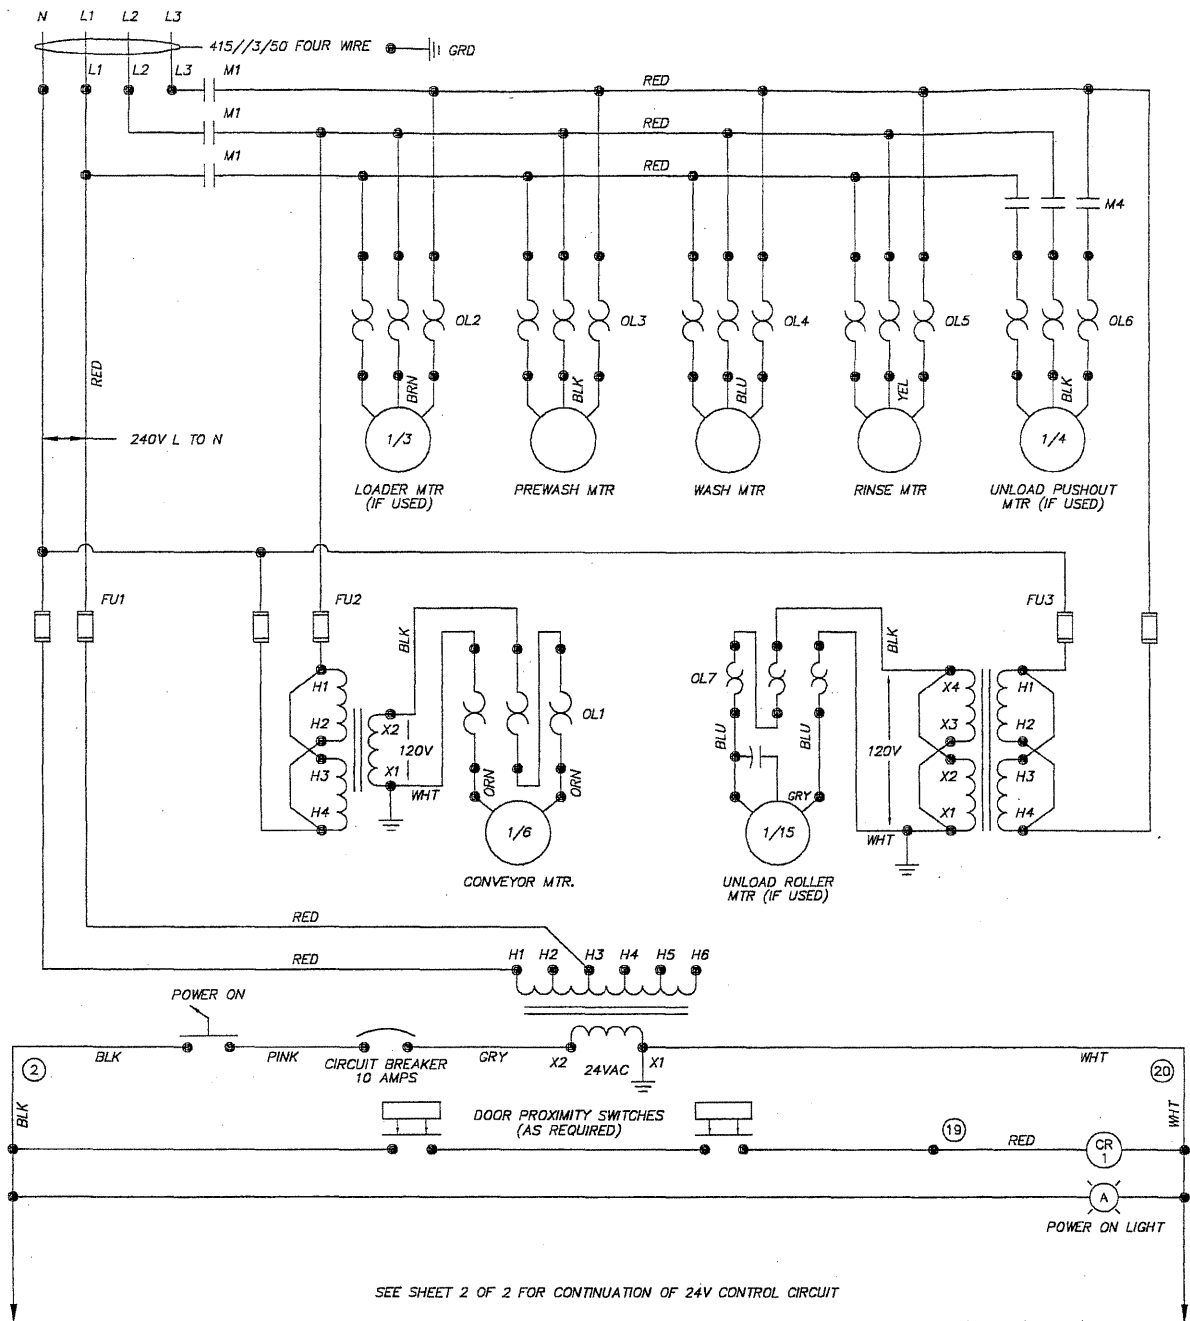 N L1 L2 L3
415//3/50 FOUR WIRE GRD
L1 L2 L3 M1 RED
M1 RED
M1 RED
M4
OL2 OL3 OL4 OL5 OL6
RED
BRN BLK BLU YEL BLK
240V L TO N
1/3 1/4
LOADER MTR PREWASH MTR WASH MTR RINSE MTR UNLOAD PUSHOUT
(IF USED) MTR (IF USED)
FU1 FU2 FU3
BLK BLK
H1 OL7 X4 H1
H2 X2 OL1 X3 H2
120V BLU BLU 120V
H3 X1 X2 H3
WHT ORN ORN GRY
H4 X1 H4
1/6 1/15 WHT
CONVEYOR MTR. UNLOAD ROLLER
MTR (IF USED)
RED
RED H1 H2 H3 H4 H5 H6
POWER ON
BLK PINK CIRCUIT BREAKER GRY X2 24VAC X1 WHT
10 AMPS
2 20
BLK WHT
DOOR PROXIMITY SWITCHES
(AS REQUIRED)
19 RED CR
1
A
POWER ON LIGHT
SEE SHEET 2 OF 2 FOR CONTINUATION OF 24V CONTROL CIRCUIT